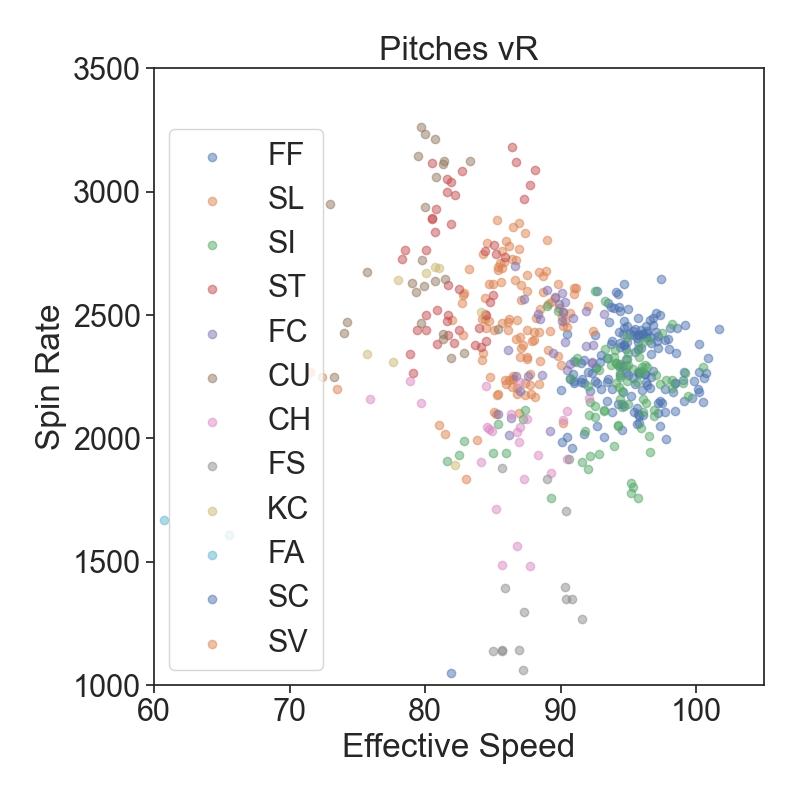 Pitches vR
3500
3000
2500
2000
1500
1000
Spin Rate
FF
SL
SI
ST
FC
CU
CH
FS
KC
FA
SC
SV
60 70 80 90 100
Effective Speed